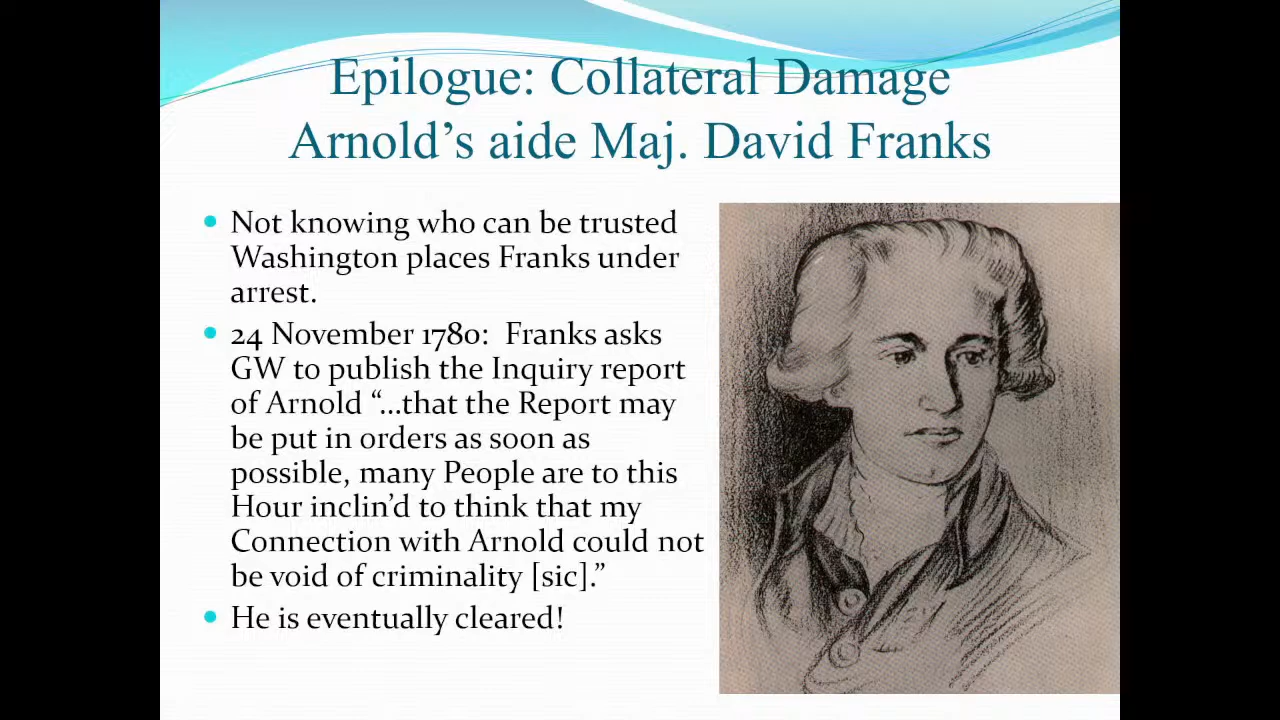 Epilogue: Collateral Damage
Arnold’s aide Maj. David Franks
• Not knowing who can be trusted
Washington places Franks under
arrest.
• 24 November 1780:  Franks asks
GW to publish the Inquiry report
of Arnold “…that the Report may
be put in orders as soon as
possible, many People are to this
Hour inclin’d to think that my
Connection with Arnold could not
be void of criminality [sic].”
• He is eventually cleared!